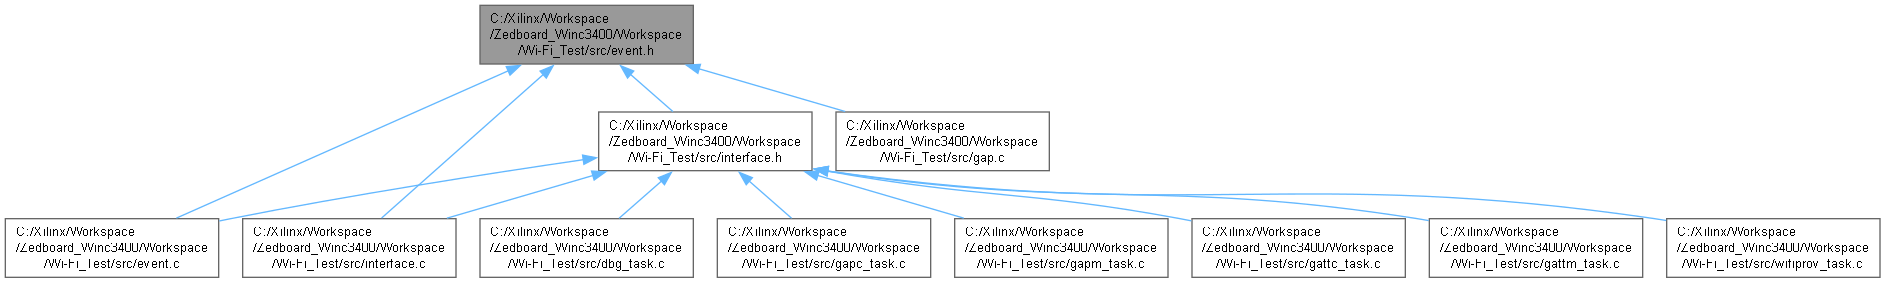 C:/Xilinx/Workspace
/Zedboard_Winc3400/Workspace
/Wi-Fi_Test/src/event.h
C:/Xilinx/Workspace
/Zedboard_Winc3400/Workspace
/Wi-Fi_Test/src/interface.h
C:/Xilinx/Workspace
/Zedboard_Winc3400/Workspace
/Wi-Fi_Test/src/gap.c
C:/Xilinx/Workspace
/Zedboard_Winc3400/Workspace
/Wi-Fi_Test/src/event.c
C:/Xilinx/Workspace
/Zedboard_Winc3400/Workspace
/Wi-Fi_Test/src/interface.c
C:/Xilinx/Workspace
/Zedboard_Winc3400/Workspace
/Wi-Fi_Test/src/dbg_task.c
C:/Xilinx/Workspace
/Zedboard_Winc3400/Workspace
/Wi-Fi_Test/src/gapc_task.c
C:/Xilinx/Workspace
/Zedboard_Winc3400/Workspace
/Wi-Fi_Test/src/gapm_task.c
C:/Xilinx/Workspace
/Zedboard_Winc3400/Workspace
/Wi-Fi_Test/src/gattc_task.c
C:/Xilinx/Workspace
/Zedboard_Winc3400/Workspace
/Wi-Fi_Test/src/gattm_task.c
C:/Xilinx/Workspace
/Zedboard_Winc3400/Workspace
/Wi-Fi_Test/src/wifiprov_task.c